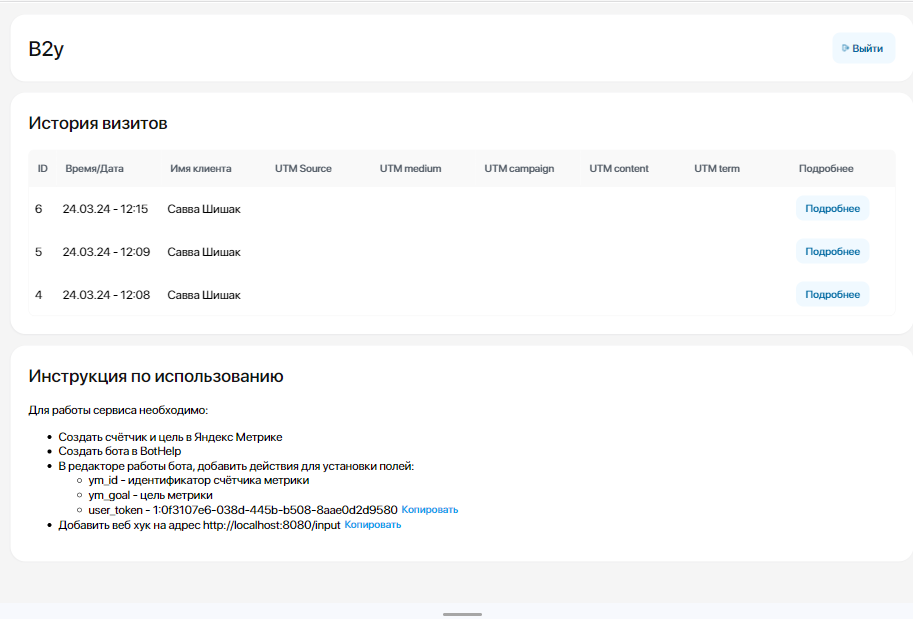 B2y
Выйти
История визитов
ID Время/Дата Имя клиента UTM Source UTM medium UTM campaign UTM content UTM term Подробнее
6 24.03.24 - 12:15 Савва Шишак Подробнее
5 24.03.24 - 12:09 Савва Шишак Подробнее
4 24.03.24 - 12:08 Савва Шишак Подробнее
Инструкция по использованию
Для работы сервиса необходимо:
Создать счётчик и цель в Яндекс Метрике
Создать бота в BotHelp
В редакторе работы бота, добавить действия для установки полей:
ym_id - идентификатор счётчика метрики
ym_goal - цель метрики
user_token - 1:0f3107e6-038d-445b-b508-8aae0d2d9580 Копировать
Добавить веб хук на адрес http://localhost:8080/input Копировать